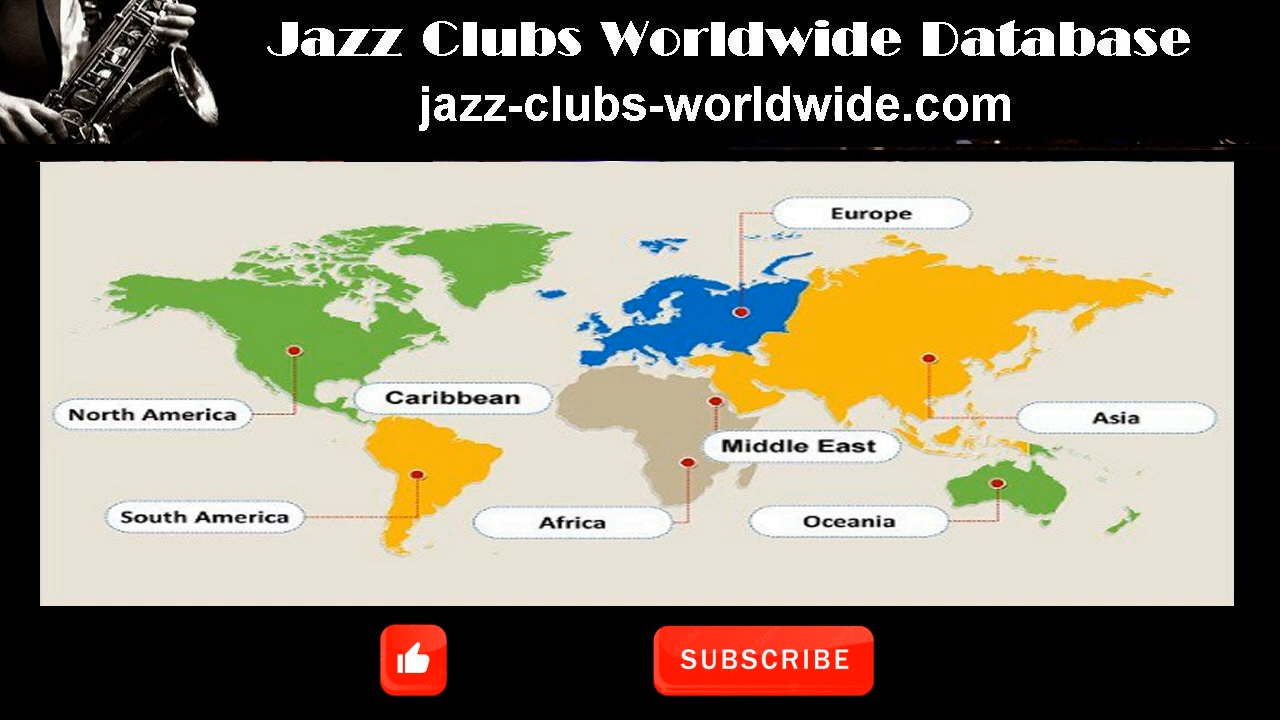 Jazz Clubs Worldwide Database
jazz-clubs-worldwide.com
Europe
Caribbean
North America
Asia
Middle East
South America
Africa
Oceania
SUBSCRIBE